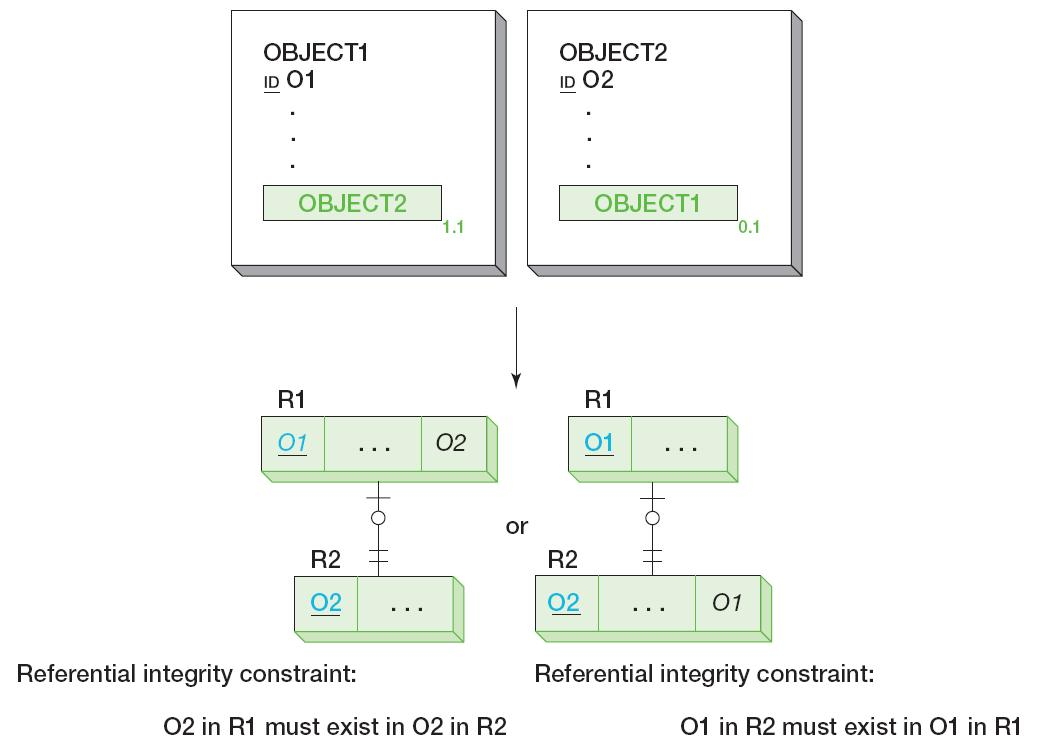 OBJECT1
ID O1
.
.
.
OBJECT2
1.1
OBJECT2
ID O2
.
.
.
OBJECT1
0.1
R1
O1 ... O2
R2
O2 ...
or
R1
O1 ...
R2
O2 ... O1
Referential integrity constraint:
O2 in R1 must exist in O2 in R2
Referential integrity constraint:
O1 in R2 must exist in O1 in R1